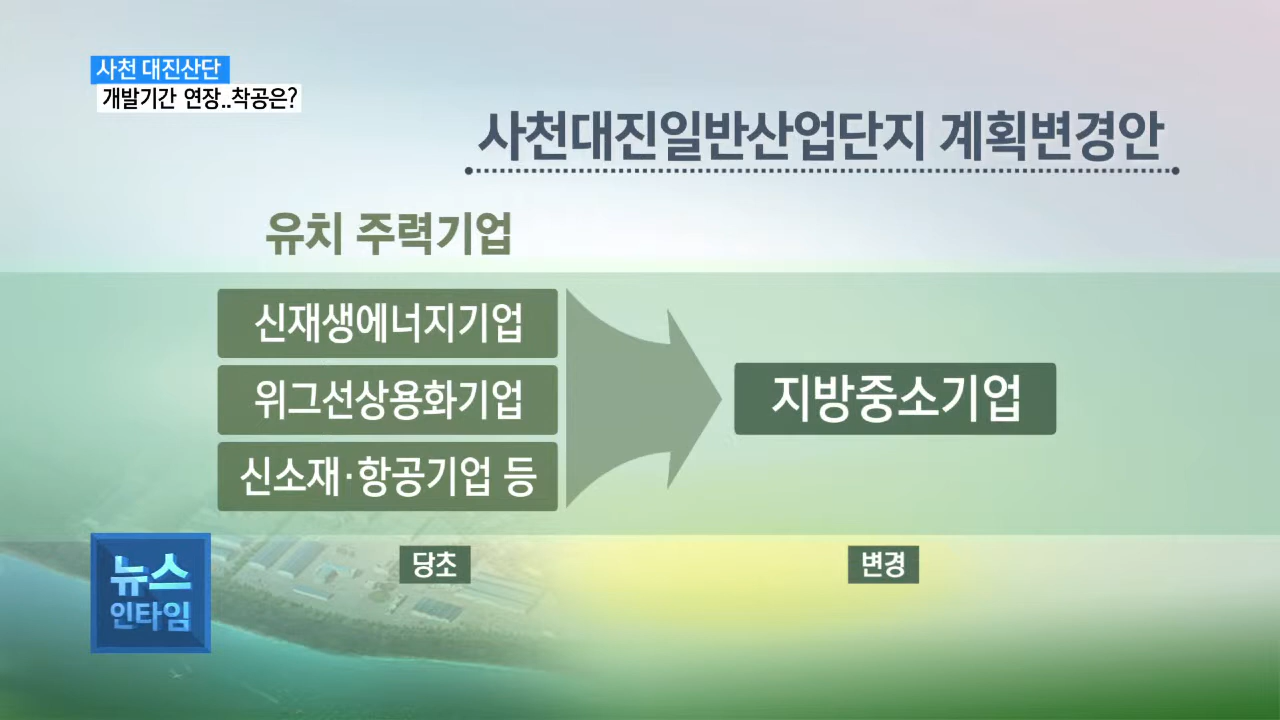 사천 대진산단
개발기간 연장..착공은?
사천대진일반산업단지 계획변경안
유치 주력기업
신재생에너지기업
위그선상용화기업
신소재·항공기업 등
지방중소기업
당초
변경
뉴스
인타임